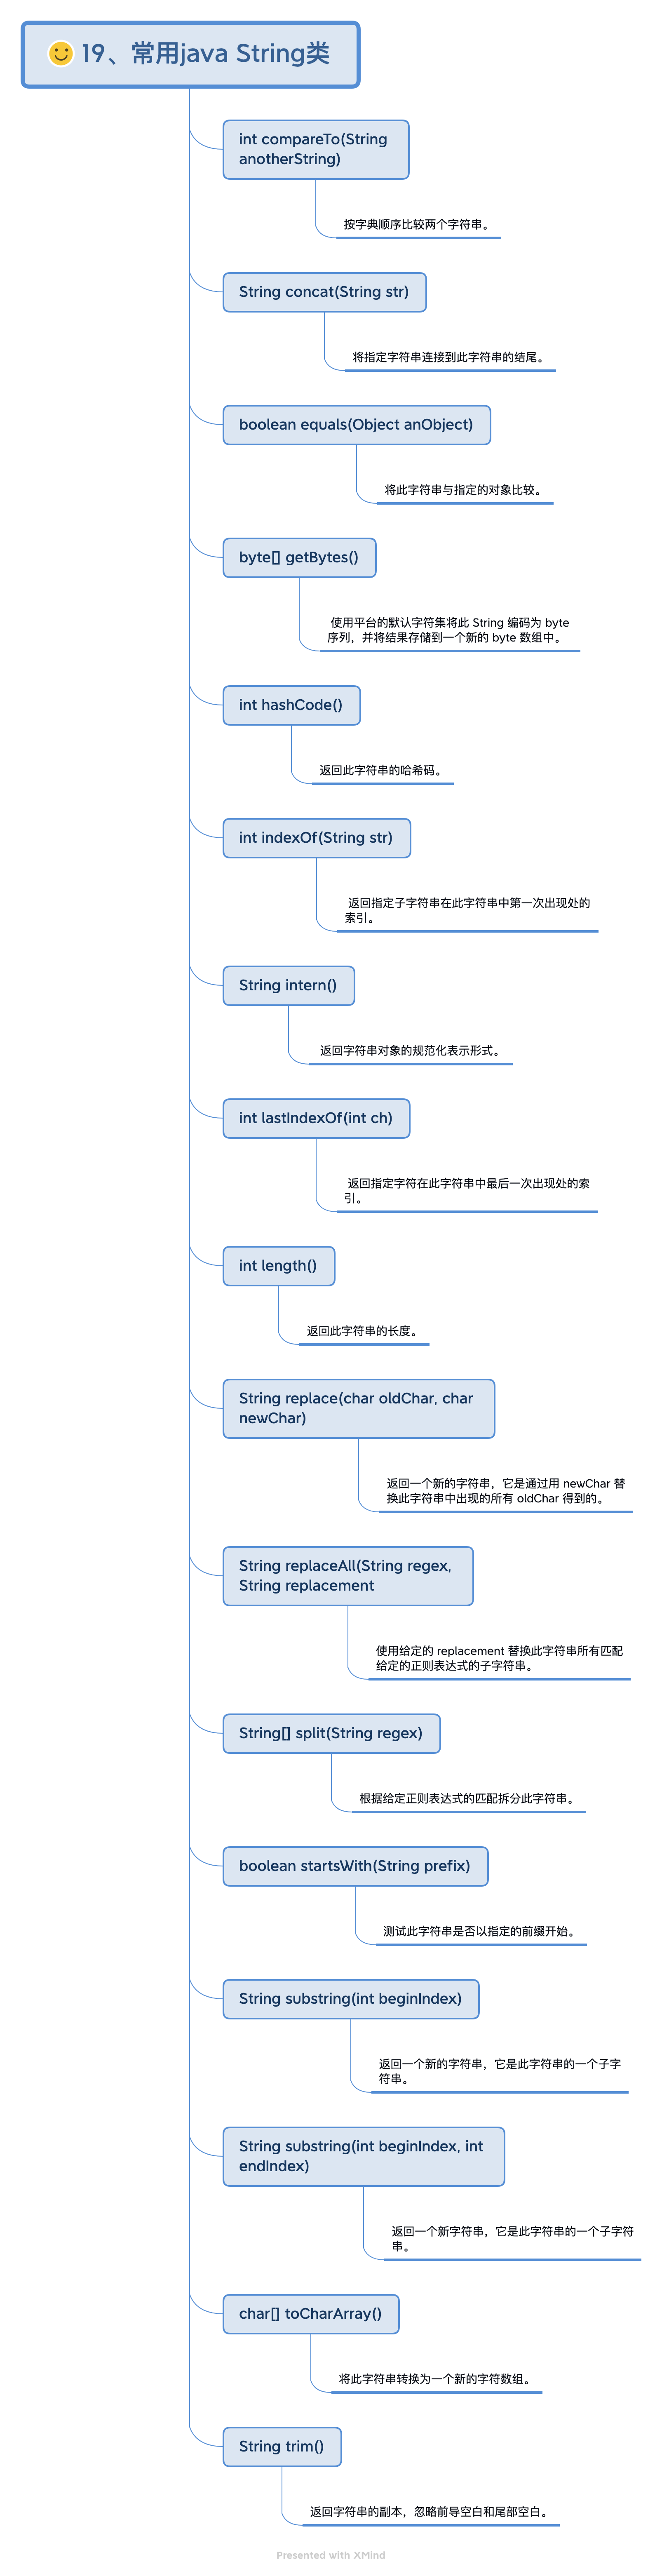 19、常用java String类
int compareTo(String
anotherString)
按字典顺序比较两个字符串。
String concat(String str)
将指定字符串连接到此字符串的结尾。
boolean equals(Object anObject)
将此字符串与指定的对象比较。
byte[] getBytes()
使用平台的默认字符集将此 String 编码为 byte
序列，并将结果存储到一个新的 byte 数组中。
int hashCode()
返回此字符串的哈希码。
int indexOf(String str)
返回指定子字符串在此字符串中第一次出现处的
索引。
String intern()
返回字符串对象的规范化表示形式。
int lastIndexOf(int ch)
返回指定字符在此字符串中最后一次出现处的索
引。
int length()
返回此字符串的长度。
String replace(char oldChar, char
newChar)
返回一个新的字符串，它是通过用 newChar 替
换此字符串中出现的所有 oldChar 得到的。
String replaceAll(String regex,
String replacement
使用给定的 replacement 替换此字符串所有匹配
给定的正则表达式的子字符串。
String[] split(String regex)
根据给定正则表达式的匹配拆分此字符串。
boolean startsWith(String prefix)
测试此字符串是否以指定的前缀开始。
String substring(int beginIndex)
返回一个新的字符串，它是此字符串的一个子字
符串。
String substring(int beginIndex, int
endIndex)
返回一个新字符串，它是此字符串的一个子字符
串。
char[] toCharArray()
将此字符串转换为一个新的字符数组。
String trim()
返回字符串的副本，忽略前导空白和尾部空白。
Presented with XMind